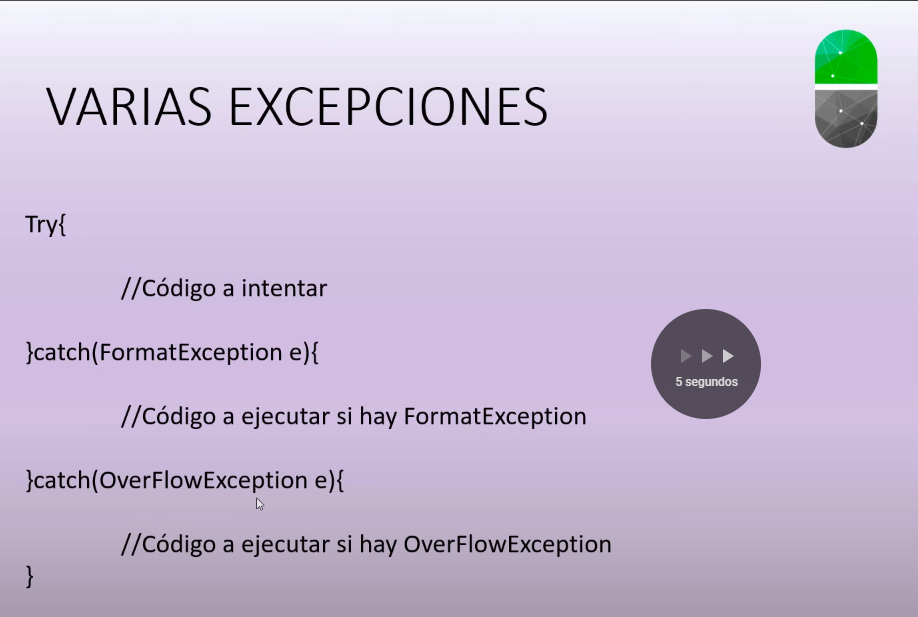 VARIAS EXCEPCIONES
Try{
//Código a intentar
}catch(FormatException e){
//Código a ejecutar si hay FormatException
5 segundos
}catch(OverFlowException e){
//Código a ejecutar si hay OverFlowException
}